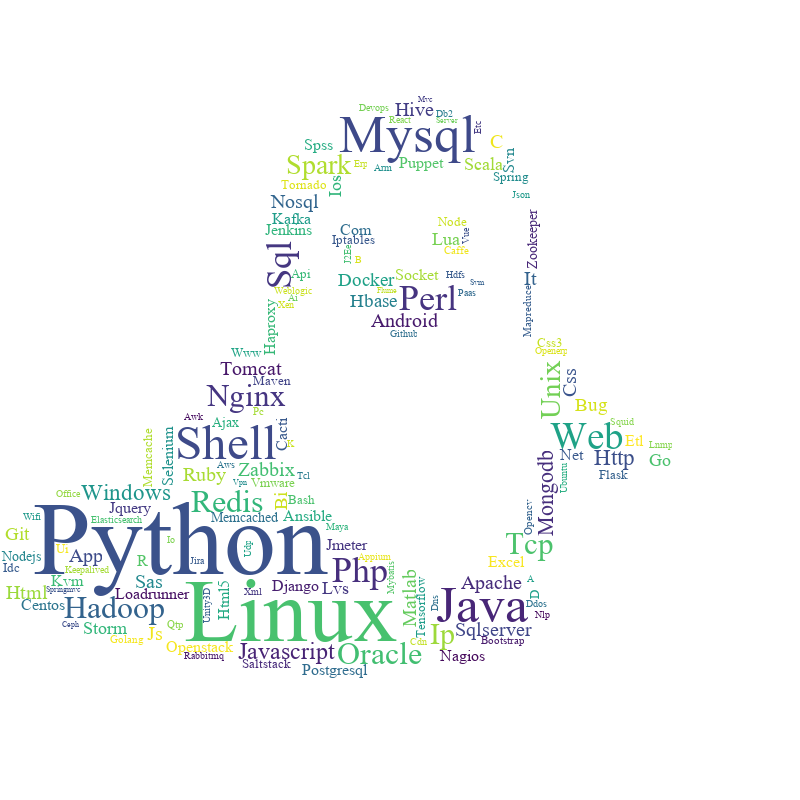 Mvc
Devops
Hive
Db2
React
Server
Etc
Mysql
C
Spss
Spark
Erp
Arm
Puppet
Scala
Svn
Tornado
Ios
Spring
Json
Nosql
Kafka
Jenkins
Com
Iptables
Node
Lua
Vue
Zookeeper
Caffe
Sql
J2Ee
B
Api
Docker
Socket
Hdfs
Svm
It
Weblogic
Ai
Xen
Hbase
Flume
Perl
Paas
Mapreduce
Haproxy
Android
Github
Css3
Openerp
Www
Tomcat
Maven
Unix
Css
Nginx
Pc
Bug
Awk
Ajax
Cacti
Squid
Memcache
Selenium
Shell
K
Web
Etl
Lnmp
Aws
Zabbix
Net
Http
Go
Ruby
Vpn
Vmware
Tcl
Mongodb
Ubuntu
Flask
Office
Windows
Redis
Bi
Bash
Jquery
Memcached
Ansible
Opencv
Wifi
Elasticsearch
Maya
Git
Python
Io
Udp
Jmeter
Tcp
Ui
Nodejs
App
R
Jira
Appium
Excel
Idc
Keepalived
Php
Mybatis
Kvm
Sas
Django
Lvs
Matlab
Tensorflow
Apache
A
Html
Springmvc
Loadrunner
Unity3D
Html5
Xml
Java
D
Centos
Hadoop
Linux
Dns
Ddos
Nlp
Ceph
Storm
Js
Qtp
Ip
Sqlserver
Golang
Openstack
Javascript
Oracle
Cdn
Bootstrap
Rabbitmq
Saltstack
Postgresql
Nagios